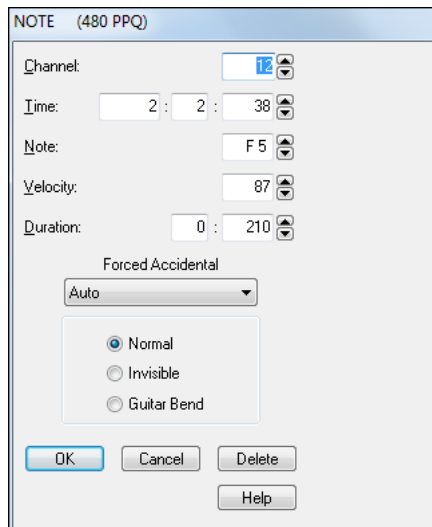 NOTE (480 PPQ)
Channel: 12
Time: 2 : 2 : 38
Note: F 5
Velocity: 87
Duration: 0 : 210
Forced Accidental
Auto
Normal
Invisible
Guitar Bend
OK Cancel Delete
Help